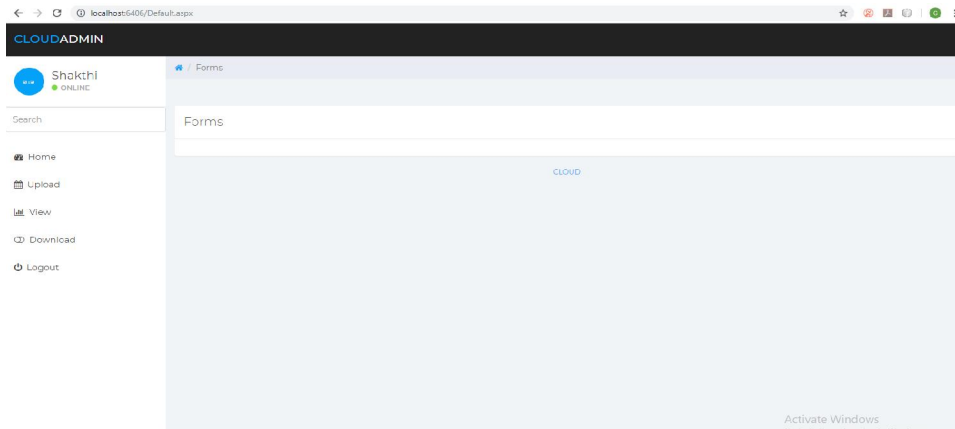 localhost:6406/Default.aspx
CLOUDADMIN
Shakthi
ONLINE
Search
Home
Upload
View
Download
Logout
/ Forms
Forms
CLOUD
Activate Windows